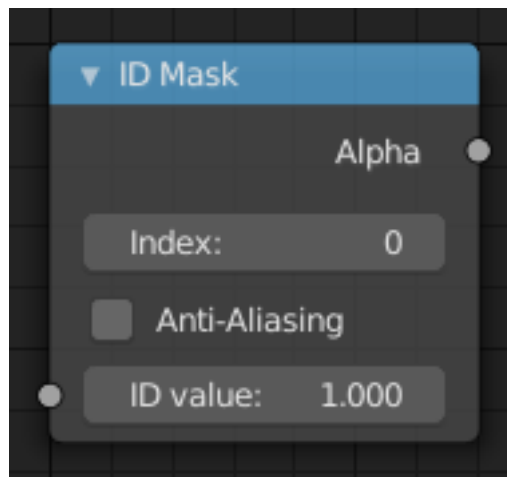 ID Mask
Alpha
Index: 0
Anti-Aliasing
ID value: 1.000